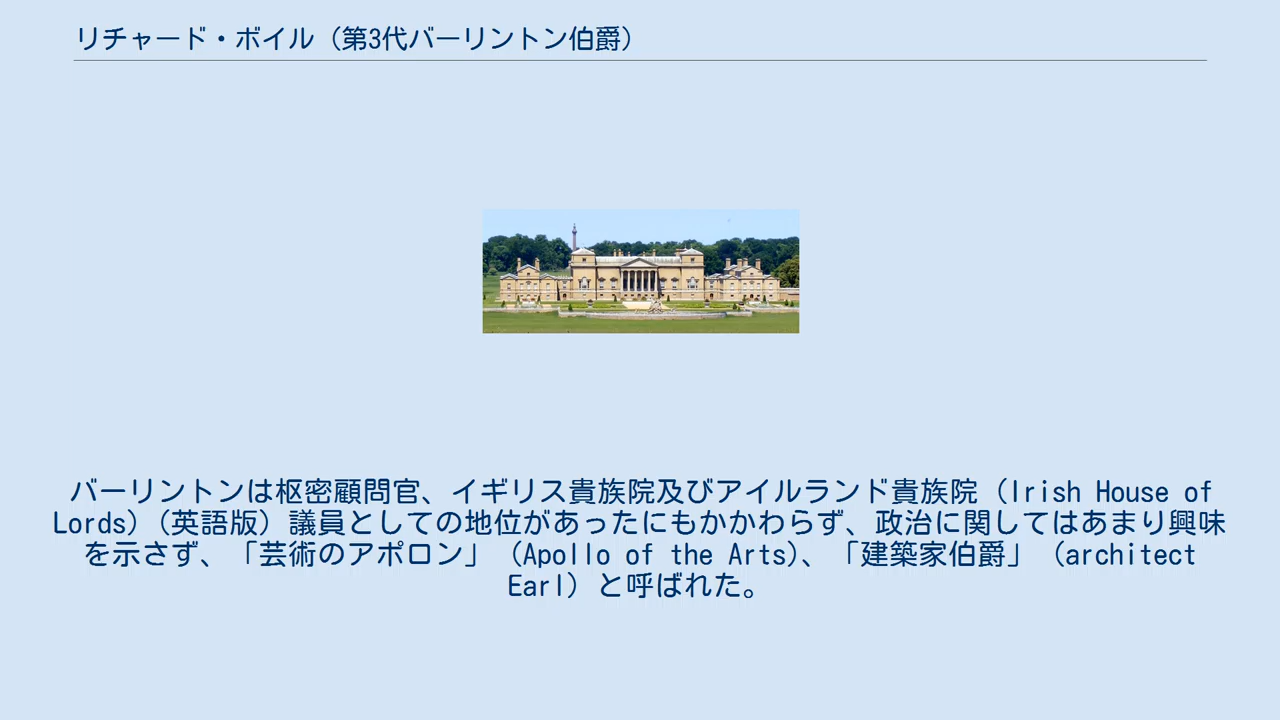 リチャード・ボイル（第3代バーリントン伯爵）
バーリントンは枢密顧問官、イギリス貴族院及びアイルランド貴族院（Irish House of
Lords）（英語版）議員としての地位があったにもかかわらず、政治に関してはあまり興味
を示さず、「芸術のアポロン」（Apollo of the Arts）、「建築家伯爵」（architect
Earl）と呼ばれた。